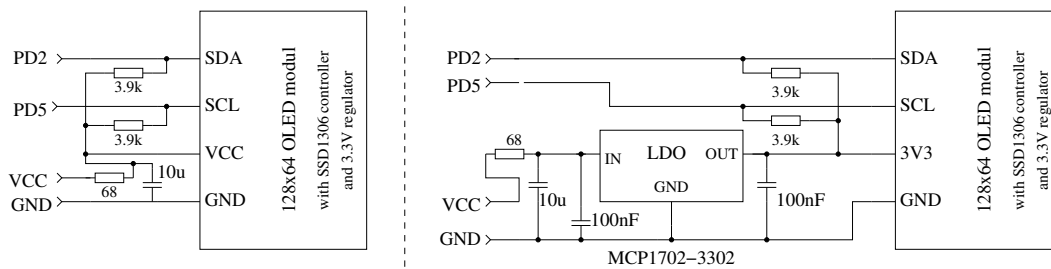 PD2
SDA
3.9k
PD5
SCL
3.9k
VCC
VCC
68
10u
GND
GND
128x64 OLED modul
with SSD1306 controller
and 3.3V regulator
PD2
SDA
PD5
3.9k
SCL
3.9k
68
IN
LDO
OUT
3V3
GND
VCC
10u
100nF
100nF
GND
GND
MCP1702-3302
128x64 OLED modul
with SSD1306 controller
and 3.3V regulator